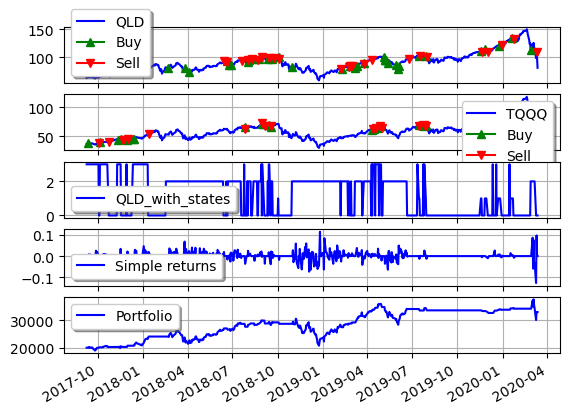 150
100
QLD
Buy
Sell
100
50
TQQQ
Buy
Sell
2
0
QLD_with_states
0.1
0.0
−0.1
Simple returns
30000
20000
Portfolio
2017-10
2018-01
2018-04
2018-07
2018-10
2019-01
2019-04
2019-07
2019-10
2020-01
2020-04